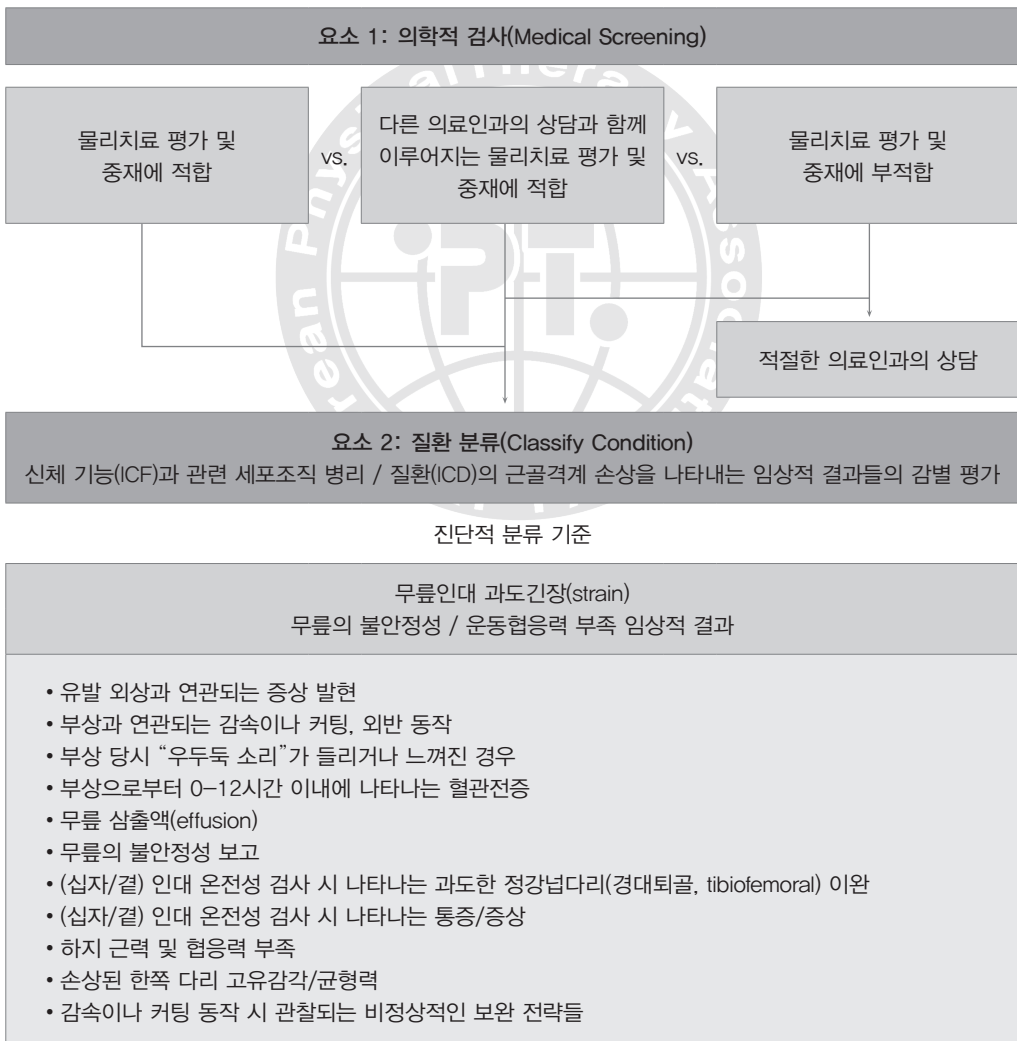 요소 1: 의학적 검사(Medical Screening)
물리치료 평가 및
중재에 적합
vs.
다른 의료인과의 상담과 함께
이루어지는 물리치료 평가 및
중재에 적합
vs.
물리치료 평가 및
중재에 부적합
적절한 의료인과의 상담
요소 2: 질환 분류(Classify Condition)
신체 기능(ICF)과 관련 세포조직 병리 / 질환(ICD)의 근골격계 손상을 나타내는 임상적 결과들의 감별 평가
진단적 분류 기준
무릎인대 과도긴장(strain)
무릎의 불안정성 / 운동협응력 부족 임상적 결과
• 유발 외상과 연관되는 증상 발현
• 부상과 연관되는 감속이나 커팅, 외반 동작
• 부상 당시 “우두둑 소리”가 들리거나 느껴진 경우
• 부상으로부터 0-12시간 이내에 나타나는 혈관전증
• 무릎 삼출액(effusion)
• 무릎의 불안정성 보고
• (십자/곁) 인대 온전성 검사 시 나타나는 과도한 정강넙다리(경대퇴골, tibiofemoral) 이완
• (십자/곁) 인대 온전성 검사 시 나타나는 통증/증상
• 하지 근력 및 협응력 부족
• 손상된 한쪽 다리 고유감각/균형력
• 감속이나 커팅 동작 시 관찰되는 비정상적인 보완 전략들